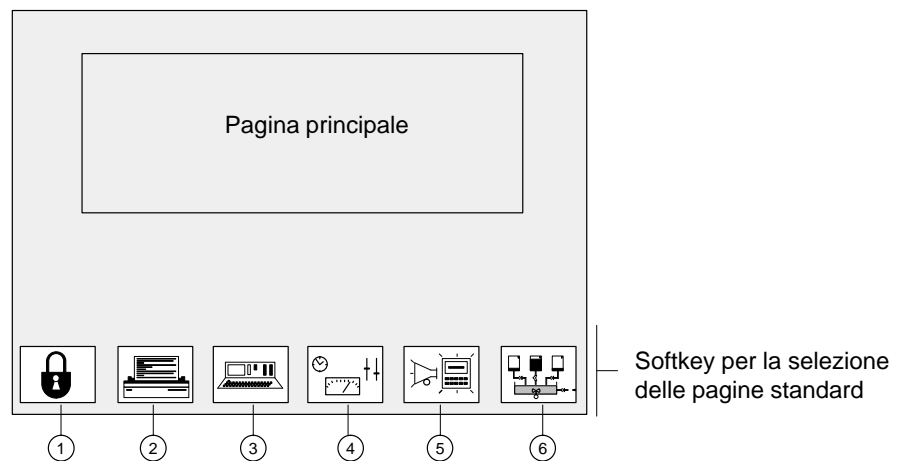 Pagina principale
Softkey per la selezione
delle pagine standard
1 2 3 4 5 6